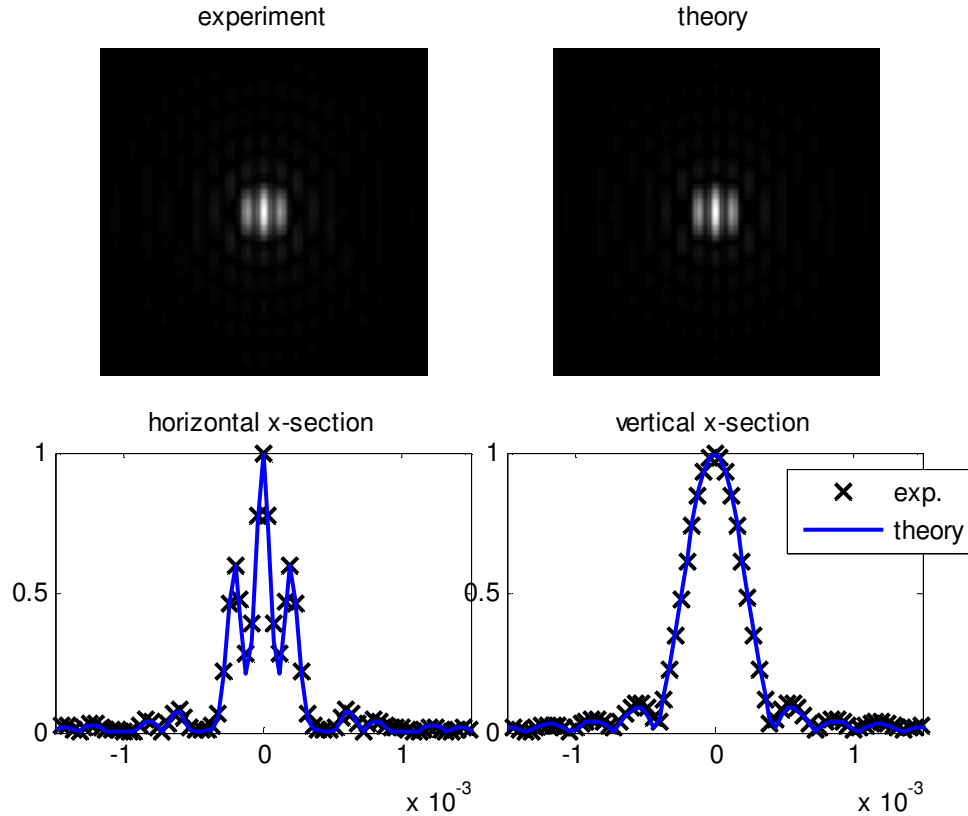 experiment
theory
horizontal x-section
vertical x-section
1
0.5
0
-1
0
1
x 10^-3
1
0.5
0
-1
0
1
x 10^-3
exp.
theory